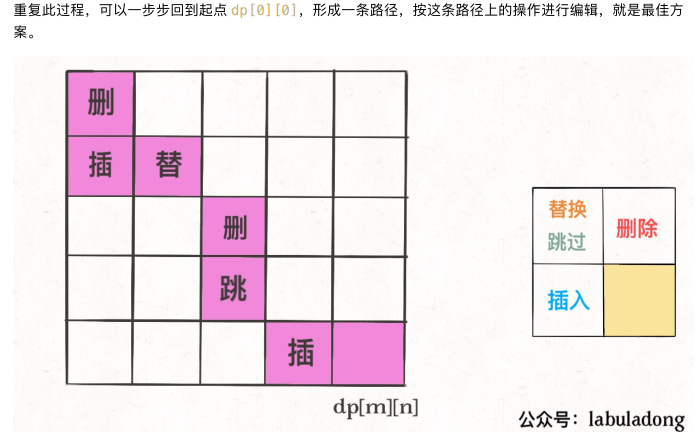 重复此过程，可以一步步回到起点 dp[0][0]，形成一条路径，按这条路径上的操作进行编辑，就是最佳方
案。
删
插 替
删
跳
插
dp[m][n]
替换
跳过
删除
插入
公众号：labuladong